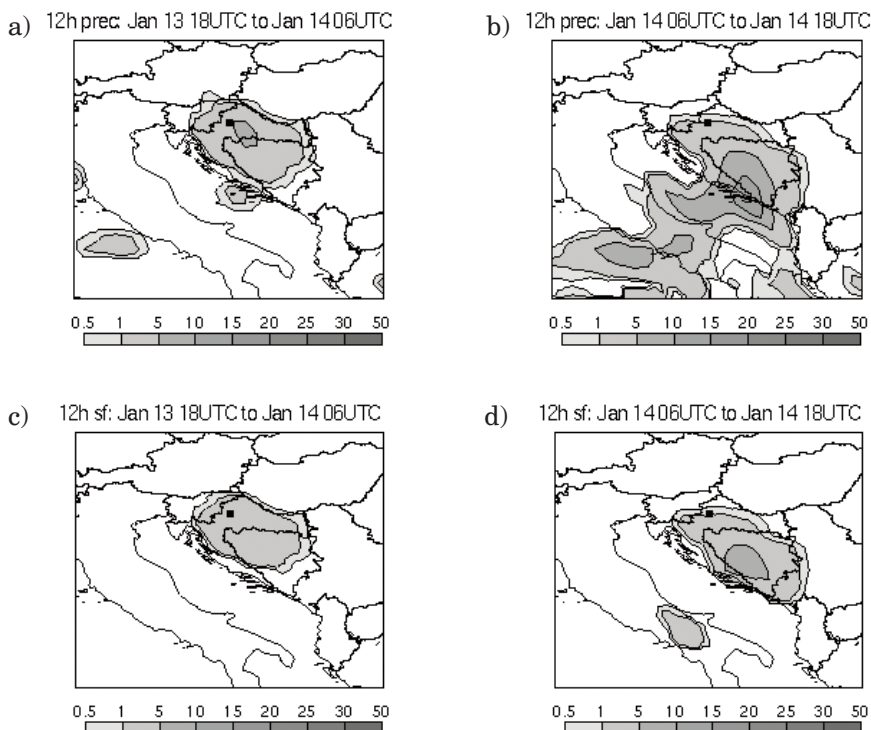 a) 12h prec: Jan 13 18UTC to Jan 14 06UTC
b) 12h prec: Jan 14 06UTC to Jan 14 18UTC
0.5 1 5 10 15 20 25 30 50
0.5 1 5 10 15 20 25 30 50
c) 12h sf: Jan 13 18UTC to Jan 14 06UTC
d) 12h sf: Jan 14 06UTC to Jan 14 18UTC
0.5 1 5 10 15 20 25 30 50
0.5 1 5 10 15 20 25 30 50